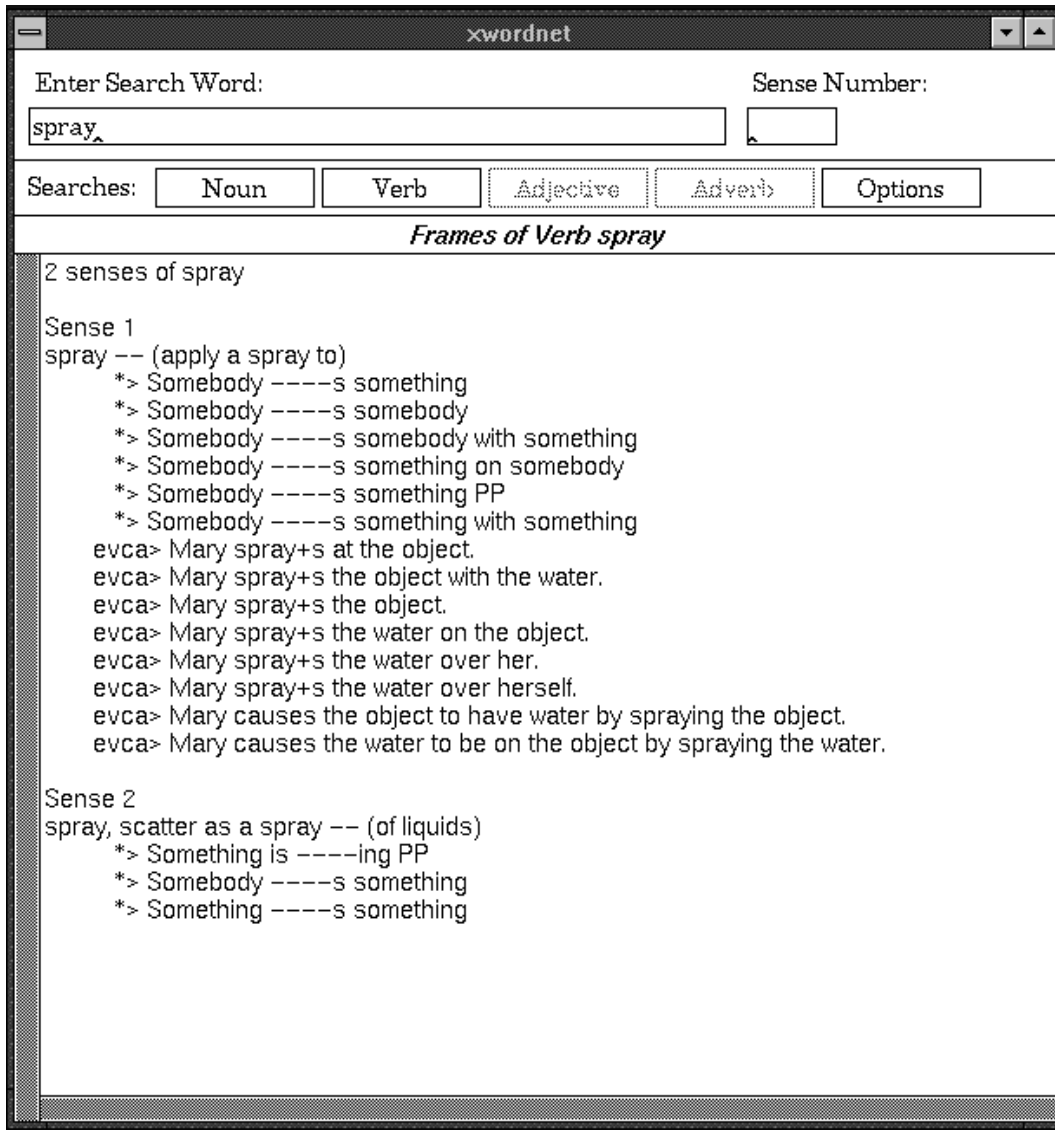 xwordnet
Enter Search Word: Sense Number:
spray
Searches: Noun Verb Adjective Adverb Options
Frames of Verb spray
2 senses of spray
Sense 1
spray -- (apply a spray to)
*> Somebody ----s something
*> Somebody ----s somebody
*> Somebody ----s somebody with something
*> Somebody ----s something on somebody
*> Somebody ----s something PP
*> Somebody ----s something with something
evca> Mary spray+s at the object.
evca> Mary spray+s the object with the water.
evca> Mary spray+s the object.
evca> Mary spray+s the water on the object.
evca> Mary spray+s the water over her.
evca> Mary spray+s the water over herself.
evca> Mary causes the object to have water by spraying the object.
evca> Mary causes the water to be on the object by spraying the water.
Sense 2
spray, scatter as a spray -- (of liquids)
*> Something is ----ing PP
*> Somebody ----s something
*> Something ----s something